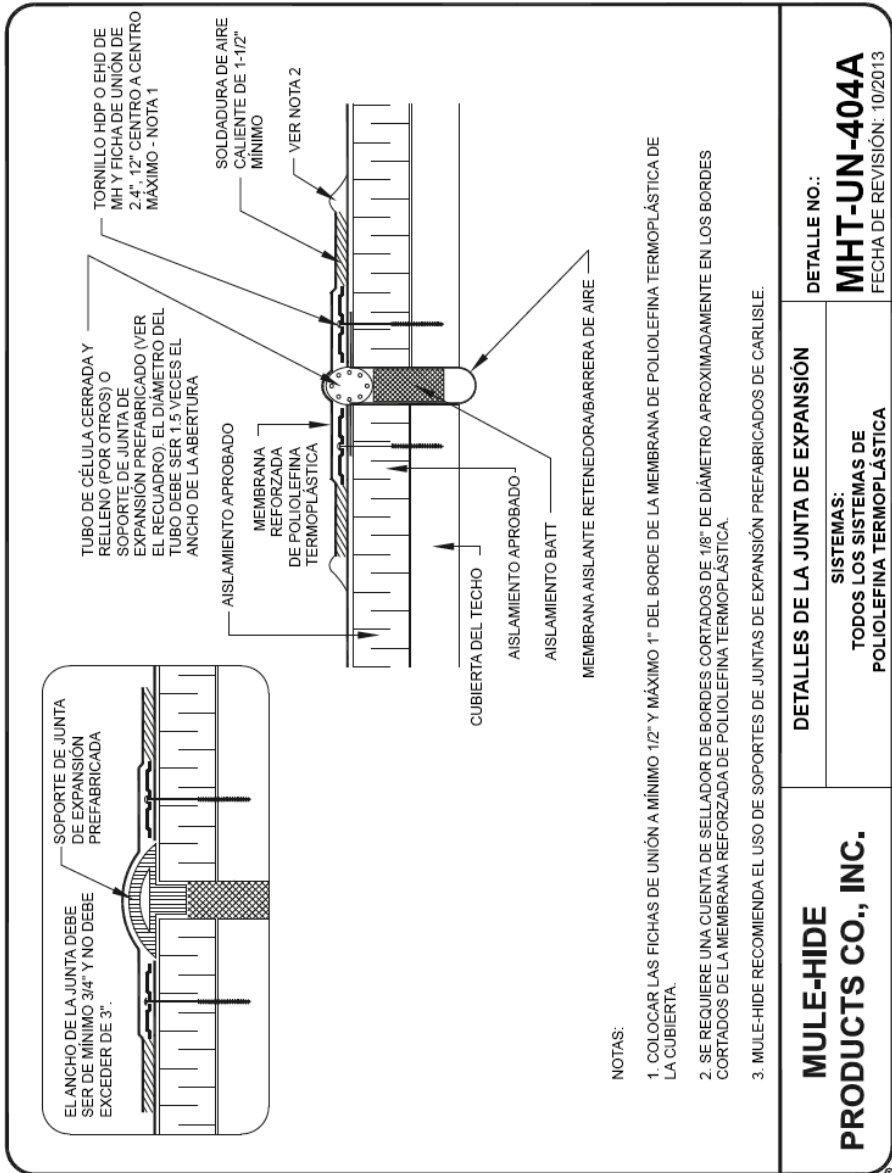 EL ANCHO DE LA JUNTA DEBE
SER DE MÍNIMO 3/4" Y NO DEBE
EXCEDER DE 3".
SOPORTE DE JUNTA
DE EXPANSIÓN
PREFABRICADA
TUBO DE CÉLULA CERRADA Y
RELLENO (POR OTROS) O
SOPORTE DE JUNTA DE
EXPANSIÓN PREFABRICADO (VER
EL RECUADRO). EL DIÁMETRO DEL
TUBO DEBE SER 1.5 VECES EL
ANCHO DE LA ABERTURA
TORNILLO HDP O EHD DE
MH Y FICHA DE UNIÓN DE
2.4", 12" CENTRO A CENTRO
MÁXIMO - NOTA 1
AISLAMIENTO APROBADO
MEMBRANA
REFORZADA
DE POLIOLEFINA
TERMOPLÁSTICA
SOLDADURA DE AIRE
CALIENTE DE 1-1/2"
MÍNIMO
VER NOTA 2
CUBIERTA DEL TECHO
AISLAMIENTO APROBADO
AISLAMIENTO BATT
MEMBRANA AISLANTE RETENEDORA/BARRERA DE AIRE
NOTAS:
1. COLOCAR LAS FICHAS DE UNIÓN A MÍNIMO 1/2" Y MÁXIMO 1" DEL BORDE DE LA MEMBRANA DE POLIOLEFINA TERMOPLÁSTICA DE
LA CUBIERTA.
2. SE REQUIERE UNA CUENTA DE SELLADOR DE BORDES CORTADOS DE 1/8" DE DIÁMETRO APROXIMADAMENTE EN LOS BORDES
CORTADOS DE LA MEMBRANA REFORZADA DE POLIOLEFINA TERMOPLÁSTICA.
3. MULE-HIDE RECOMIENDA EL USO DE SOPORTES DE JUNTAS DE EXPANSIÓN PREFABRICADOS DE CARLISLE.
MULE-HIDE
PRODUCTS CO., INC.
DETALLES DE LA JUNTA DE EXPANSIÓN
SISTEMAS:
TODOS LOS SISTEMAS DE
POLIOLEFINA TERMOPLÁSTICA
DETALLE NO.:
MHT-UN-404A
FECHA DE REVISIÓN: 10/2013